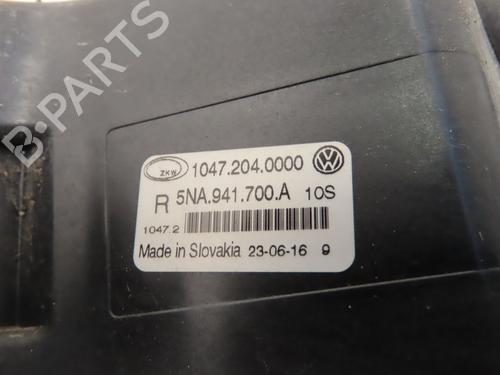 ZKW 1047.204.0000
R 5NA.941.700.A 10S
1047.2
Made in Slovakia 23-06-16 9
B-PARTS